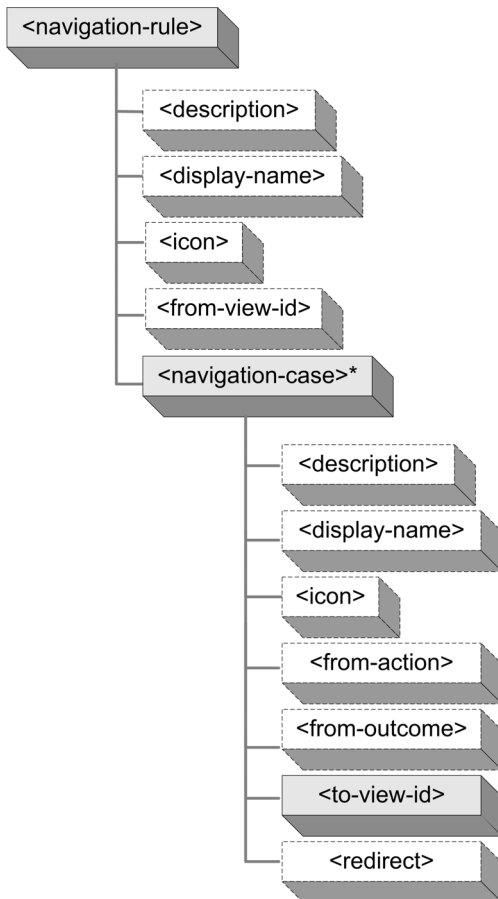 <navigation-rule>
<description>
<display-name>
<icon>
<from-view-id>
<navigation-case>*
<description>
<display-name>
<icon>
<from-action>
<from-outcome>
<to-view-id>
<redirect>